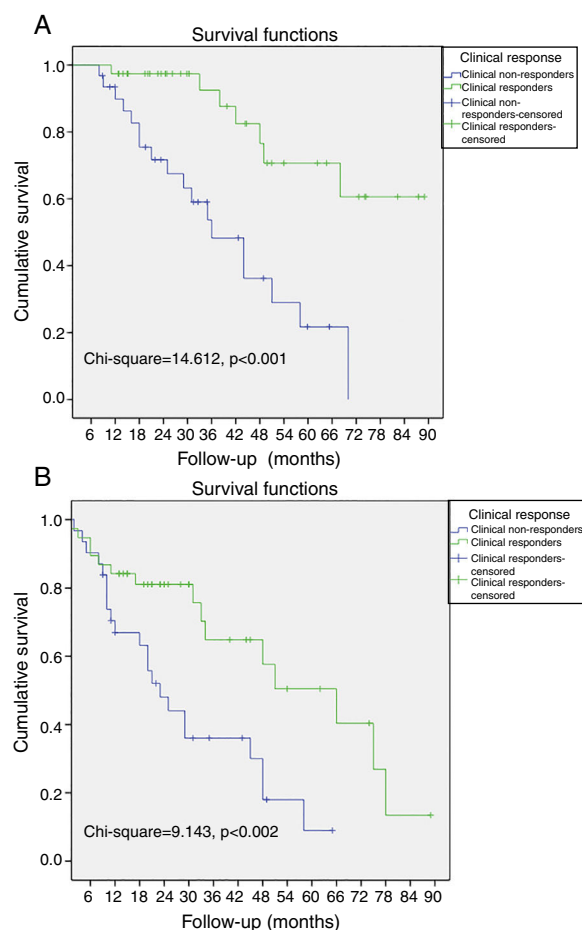 A
Survival functions
Clinical response
Clinical non-responders
Clinical responders
Clinical non-
responders-censored
Clinical responders-
censored
Cumulative survival
1.0
0.8
0.6
0.4
0.2
0.0
Chi-square=14.612, p<0.001
6 12 18 24 30 36 42 48 54 60 66 72 78 84 90
Follow-up (months)
B
Survival functions
Clinical response
Clinical non-responders
Clinical responders
Clinical responders-
censored
Clinical responders-
censored
Cumulative survival
1.0
0.8
0.6
0.4
0.2
0.0
Chi-square=9.143, p<0.002
6 12 18 24 30 36 42 48 54 60 66 72 78 84 90
Follow-up (months)